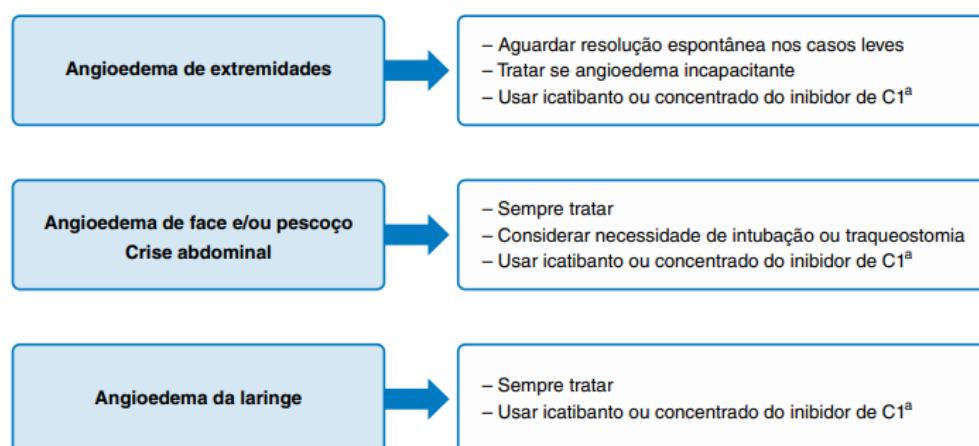 Angioedema de extremidades
– Aguardar resolução espontânea nos casos leves
– Tratar se angioedema incapacitante
– Usar icatibanto ou concentrado do inibidor de C1ª
Angioedema de face e/ou pescoço
Crise abdominal
– Sempre tratar
– Considerar necessidade de intubação ou traqueostomia
– Usar icatibanto ou concentrado do inibidor de C1ª
Angioedema da laringe
– Sempre tratar
– Usar icatibanto ou concentrado do inibidor de C1ª